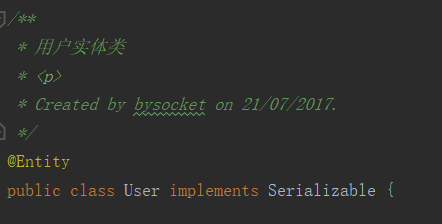 /**
* 用户实体类
* <p>
* Created by bysocket on 21/07/2017.
*/
@Entity
public class User implements Serializable {